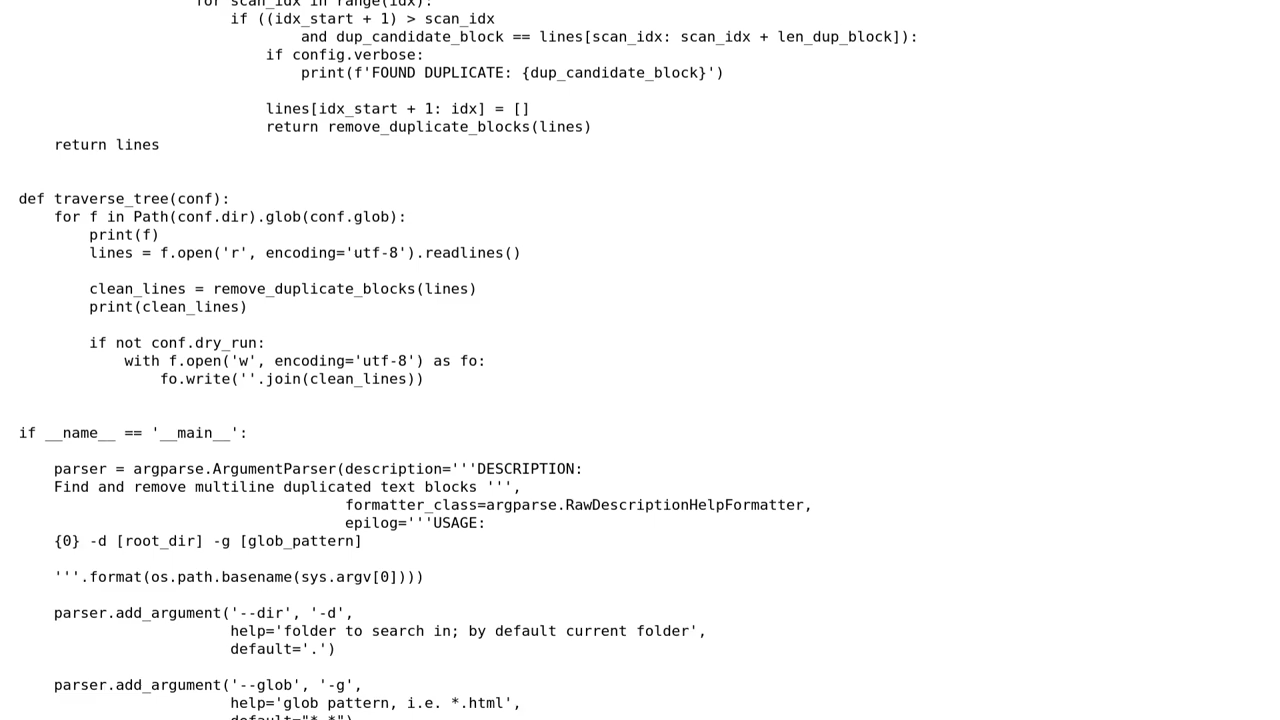 for scan_idx in range(idx):
if ((idx_start + 1) > scan_idx
and dup_candidate_block == lines[scan_idx: scan_idx + len_dup_block]):
if config.verbose:
print(f'FOUND DUPLICATE: {dup_candidate_block}')
lines[idx_start + 1: idx] = []
return remove_duplicate_blocks(lines)
return lines
def traverse_tree(conf):
for f in Path(conf.dir).glob(conf.glob):
print(f)
lines = f.open('r', encoding='utf-8').readlines()
clean_lines = remove_duplicate_blocks(lines)
print(clean_lines)
if not conf.dry_run:
with f.open('w', encoding='utf-8') as fo:
fo.write(''.join(clean_lines))
if __name__ == '__main__':
parser = argparse.ArgumentParser(description='''DESCRIPTION:
Find and remove multiline duplicated text blocks ''',
formatter_class=argparse.RawDescriptionHelpFormatter,
epilog='''USAGE:
{0} -d [root_dir] -g [glob_pattern]
'''.format(os.path.basename(sys.argv[0])))
parser.add_argument('--dir', '-d',
help='folder to search in; by default current folder',
default='.')
parser.add_argument('--glob', '-g',
help='glob pattern, i.e. *.html',
default="*.*")